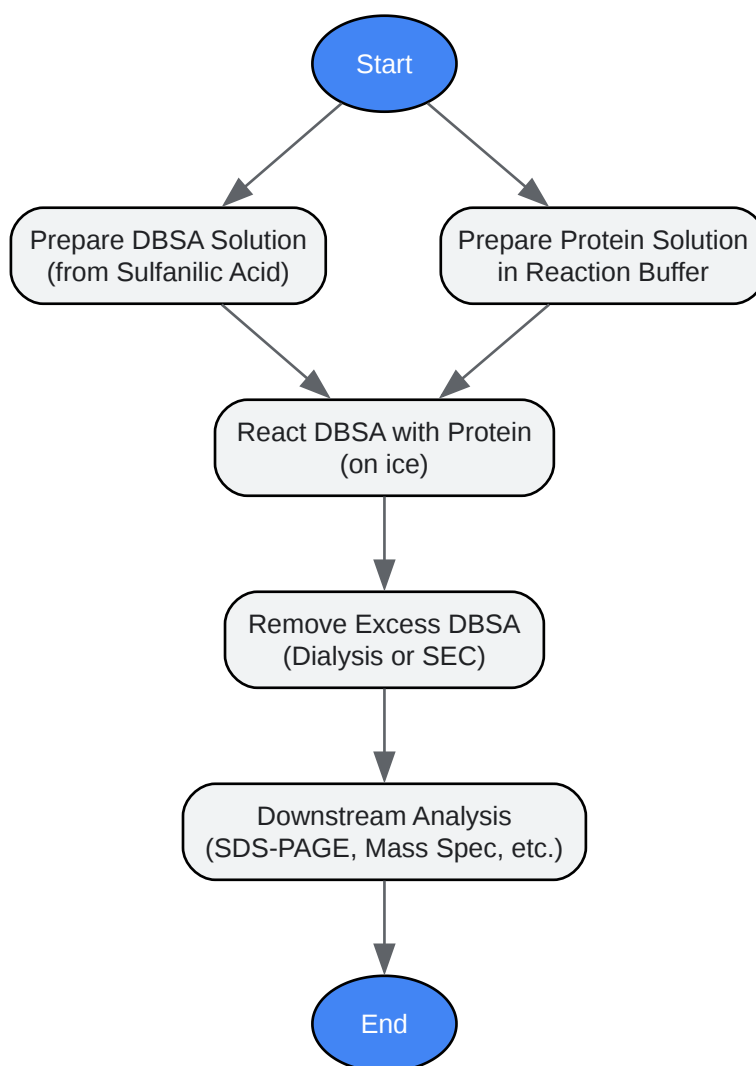 Start
Prepare DBSA Solution
(from Sulfanilic Acid)
Prepare Protein Solution
in Reaction Buffer
React DBSA with Protein
(on ice)
Remove Excess DBSA
(Dialysis or SEC)
Downstream Analysis
(SDS-PAGE, Mass Spec, etc.)
End